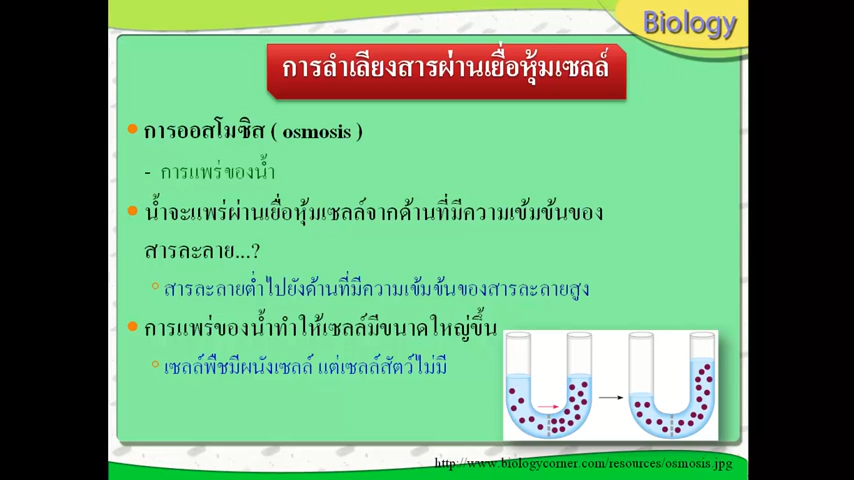 Biology
การลำเลียงสารผ่านเยื่อหุ้มเซลล์
การออสโมซิส ( osmosis )
- การแพร่ของน้ำ
น้ำจะแพร่ผ่านเยื่อหุ้มเซลล์จากด้านที่มีความเข้มข้นของ
สารละลาย...?
สารละลายต่ำไปยังด้านที่มีความเข้มข้นของสารละลายสูง
การแพร่ของน้ำทำให้เซลล์มีขนาดใหญ่ขึ้น
เซลล์พืชมีผนังเซลล์ แต่เซลล์สัตว์ไม่มี
http://www.biologycorner.com/resources/osmosis.jpg